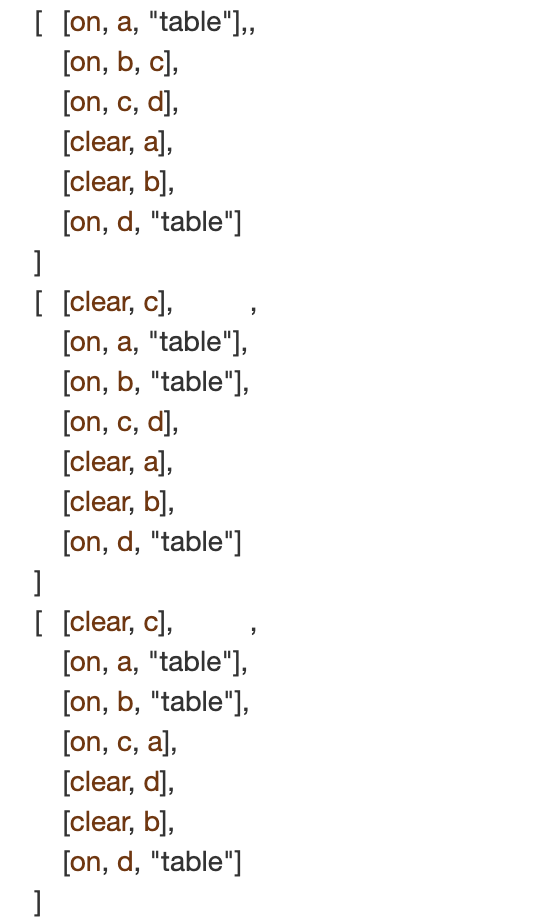 [ [on, a, "table"],,
[on, b, c],
[on, c, d],
[clear, a],
[clear, b],
[on, d, "table"]
]
[ [clear, c], ,
[on, a, "table"],
[on, b, "table"],
[on, c, d],
[clear, a],
[clear, b],
[on, d, "table"]
]
[ [clear, c], ,
[on, a, "table"],
[on, b, "table"],
[on, c, a],
[clear, d],
[clear, b],
[on, d, "table"]
]